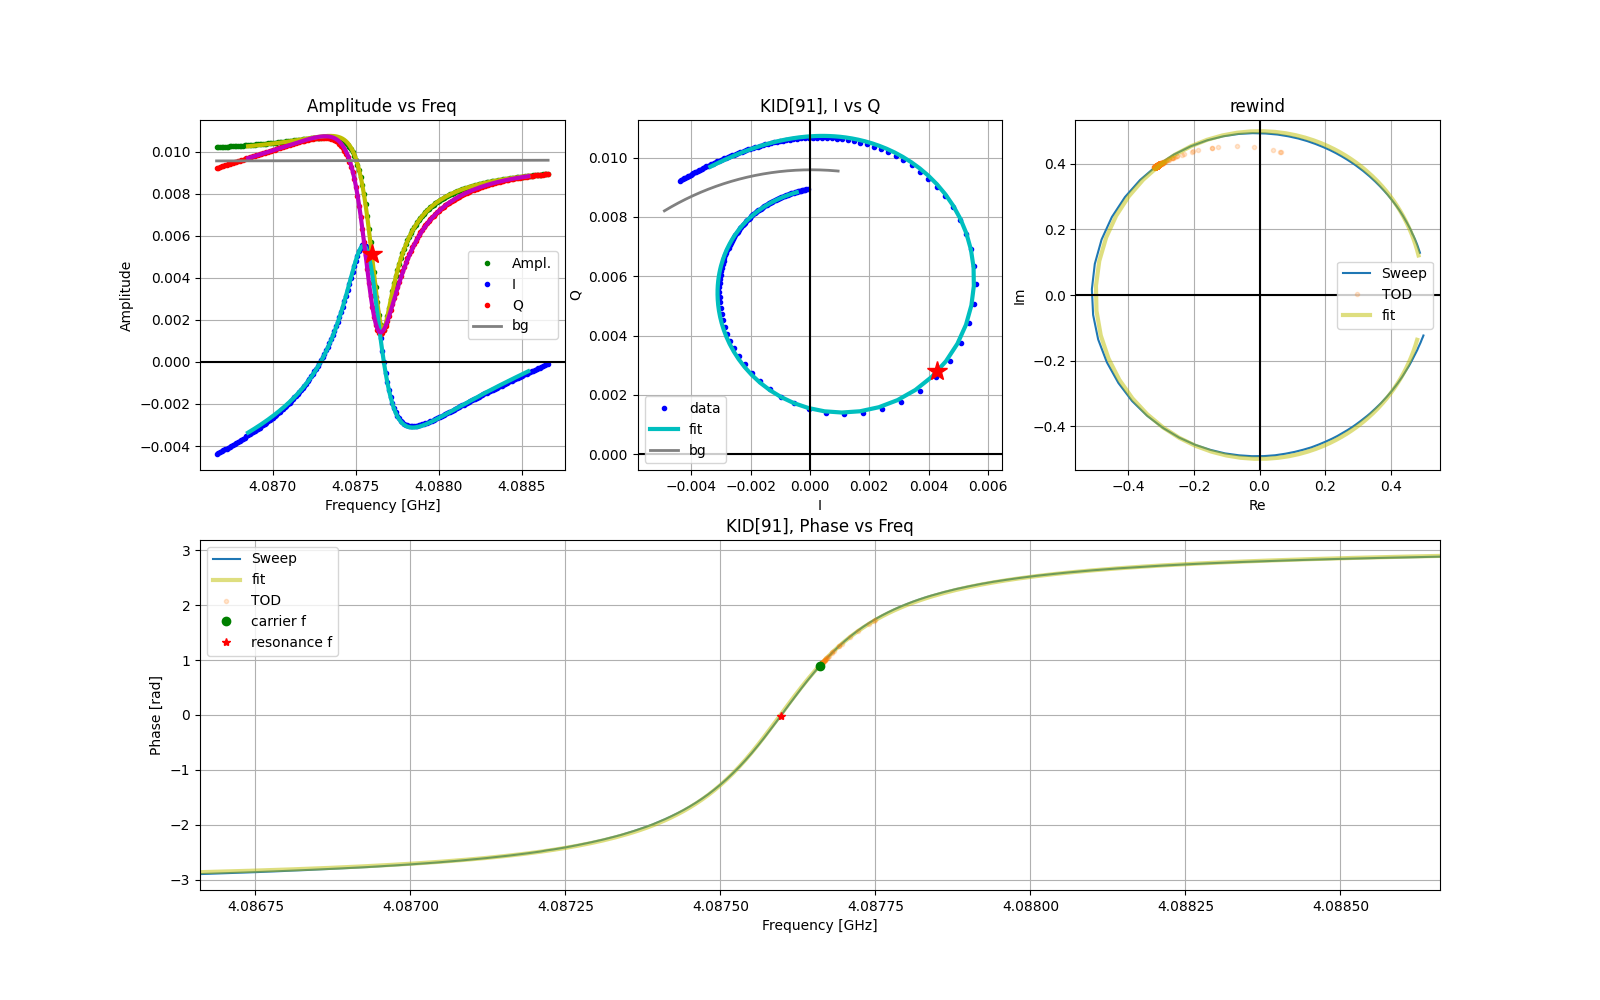 Amplitude vs Freq
Amplitude
0.010
0.008
0.006
0.004
0.002
0.000
−0.002
−0.004
4.0870
4.0875
4.0880
4.0885
Frequency [GHz]
Ampl.
I
Q
bg
KID[91], I vs Q
Q
0.010
0.008
0.006
0.004
0.002
0.000
−0.004
−0.002
0.000
0.002
0.004
0.006
I
data
fit
bg
rewind
Im
0.4
0.2
0.0
−0.2
−0.4
−0.4
−0.2
0.0
0.2
0.4
Re
Sweep
TOD
fit
KID[91], Phase vs Freq
Phase [rad]
3
2
1
0
−1
−2
−3
4.08675
4.08700
4.08725
4.08750
4.08775
4.08800
4.08825
4.08850
Frequency [GHz]
Sweep
fit
TOD
carrier f
resonance f